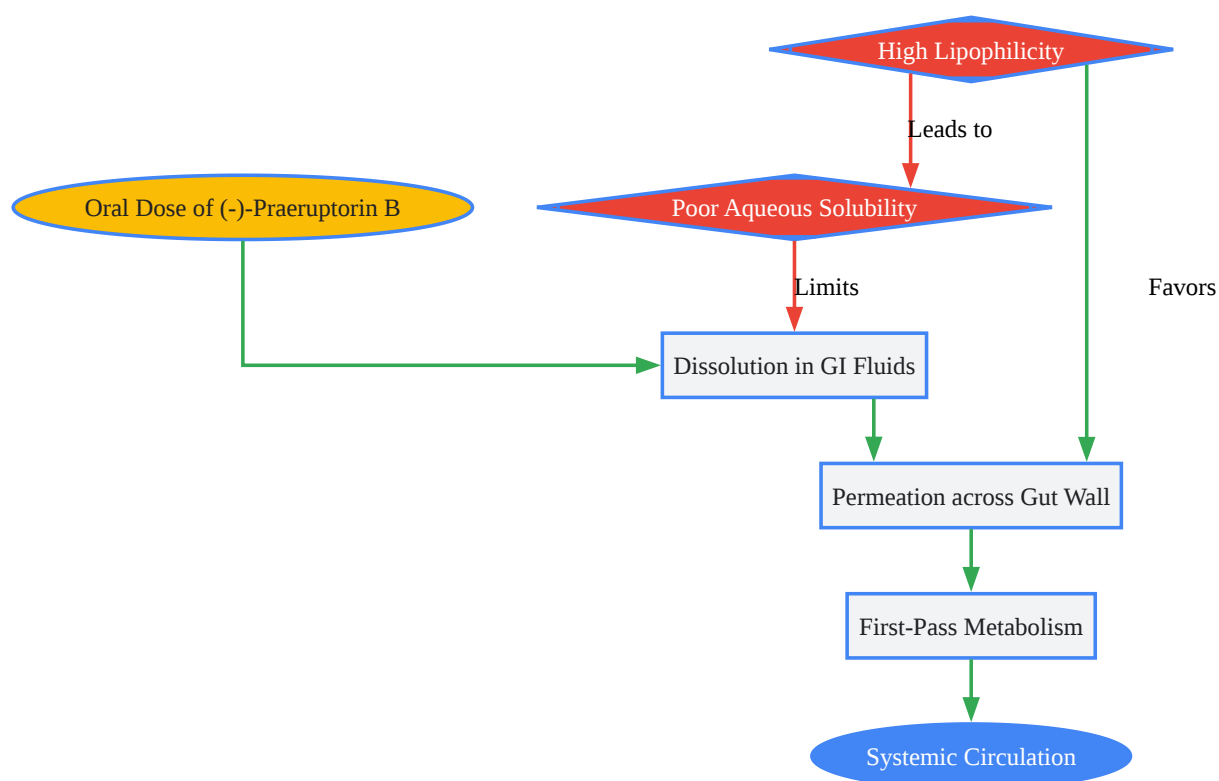 High Lipophilicity
Leads to
Oral Dose of (-)-Praeruptorin B
Poor Aqueous Solubility
Limits
Favors
Dissolution in GI Fluids
Permeation across Gut Wall
First-Pass Metabolism
Systemic Circulation